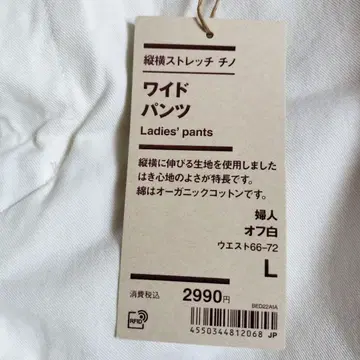 縦横ストレッチ チノ
ワイド
パンツ
Ladies' pants
縦横に伸びる生地を使用しました
はき心地のよさが特長です。
綿はオーガニックコットンです。
婦人
オフ白
ウエスト66-72
L
消費税込 2990円
BED22A1A
RFID
4550344812068 JP